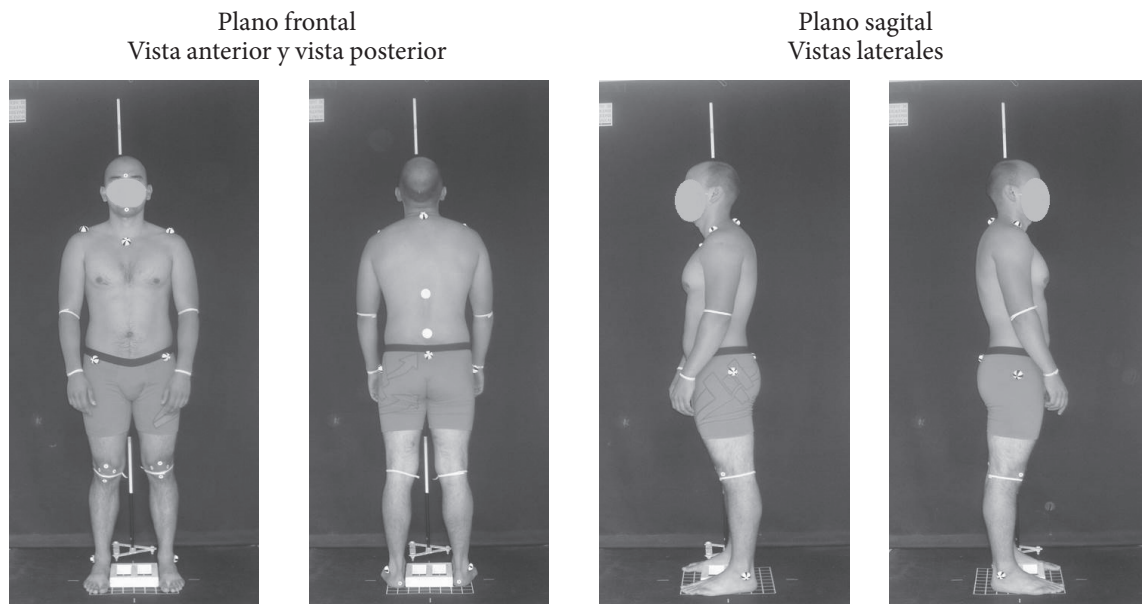 Plano frontal
Vista anterior y vista posterior
Plano sagital
Vistas laterales